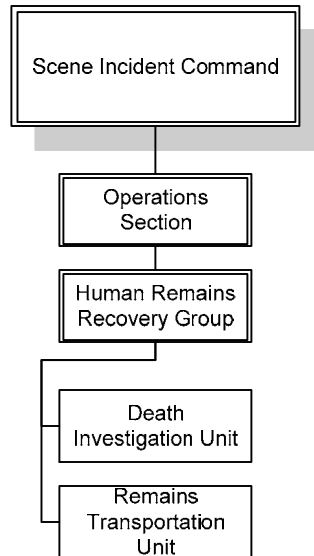 Scene Incident Command
Operations
Section
Human Remains
Recovery Group
Death
Investigation Unit
Remains
Transportation
Unit